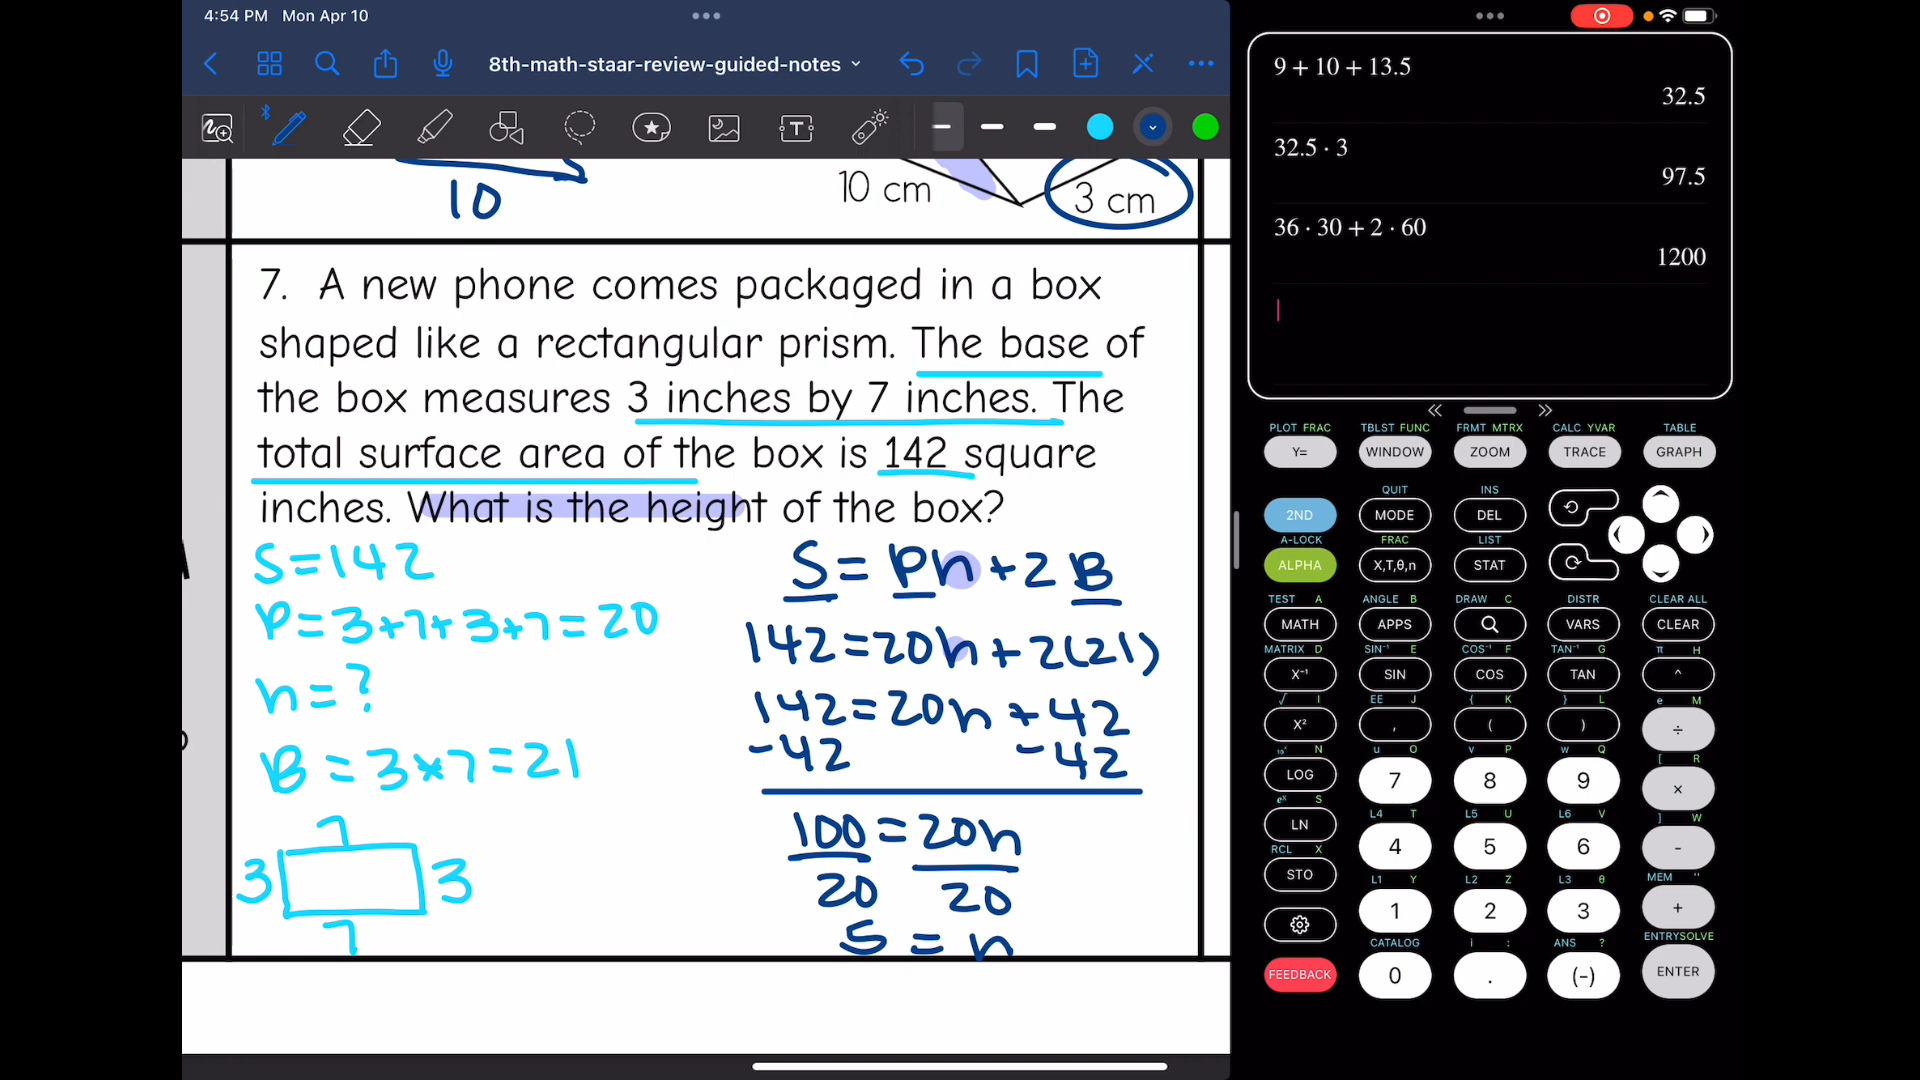 4:54 PM Mon Apr 10
8th-math-staar-review-guided-notes
10
10 cm
3 cm
7. A new phone comes packaged in a box
shaped like a rectangular prism. The base of
the box measures 3 inches by 7 inches. The
total surface area of the box is 142 square
inches. What is the height of the box?
S=142
P=3+7+3+7=20
h=?
B=3×7=21
7
3 3
7
S=Ph+2B
142=20h+2(21)
142=20h+42
-42 -42
100=20h
20 20
5=h
9 + 10 + 13.5
32.5
32.5 · 3
97.5
36 · 30 + 2 · 60
1200
PLOT FRAC TBLST FUNC FRMT MTRX CALC YVAR TABLE
Y= WINDOW ZOOM TRACE GRAPH
QUIT INS
2ND MODE DEL
A-LOCK FRAC LIST
ALPHA X,T,θ,n STAT
TEST A ANGLE B DRAW C DISTR CLEAR ALL
MATH APPS VARS CLEAR
MATRIX D SIN⁻¹ E COS⁻¹ F TAN⁻¹ G π H
X⁻¹ SIN COS TAN ^
√ I EE J { K } L e M
X² , ( ) ÷
10ˣ N u O v P w Q [ R
LOG 7 8 9 ×
eˣ S L4 T L5 U L6 V ] W
LN 4 5 6 -
RCL X L1 Y L2 Z L3 θ MEM "
STO 1 2 3 +
CATALOG i : ANS ? ENTRY SOLVE
FEEDBACK 0 . (-) ENTER